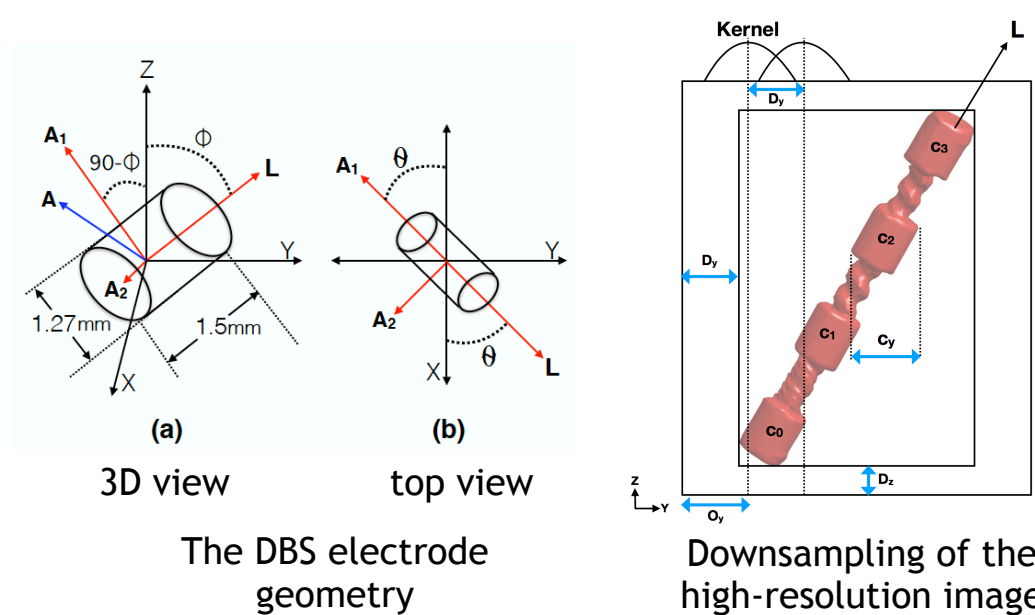 Z
A₁
Φ
90-Φ
L
A
Y
A₂
1.27mm
1.5mm
X
(a)
3D view
ϑ
A₁
Y
A₂
X
ϑ
L
(b)
top view
The DBS electrode
geometry
Kernel
L
Dy
C3
C2
Dy
C1
Cy
C0
Dz
Z
Y
Oy
Downsampling of the
high-resolution image